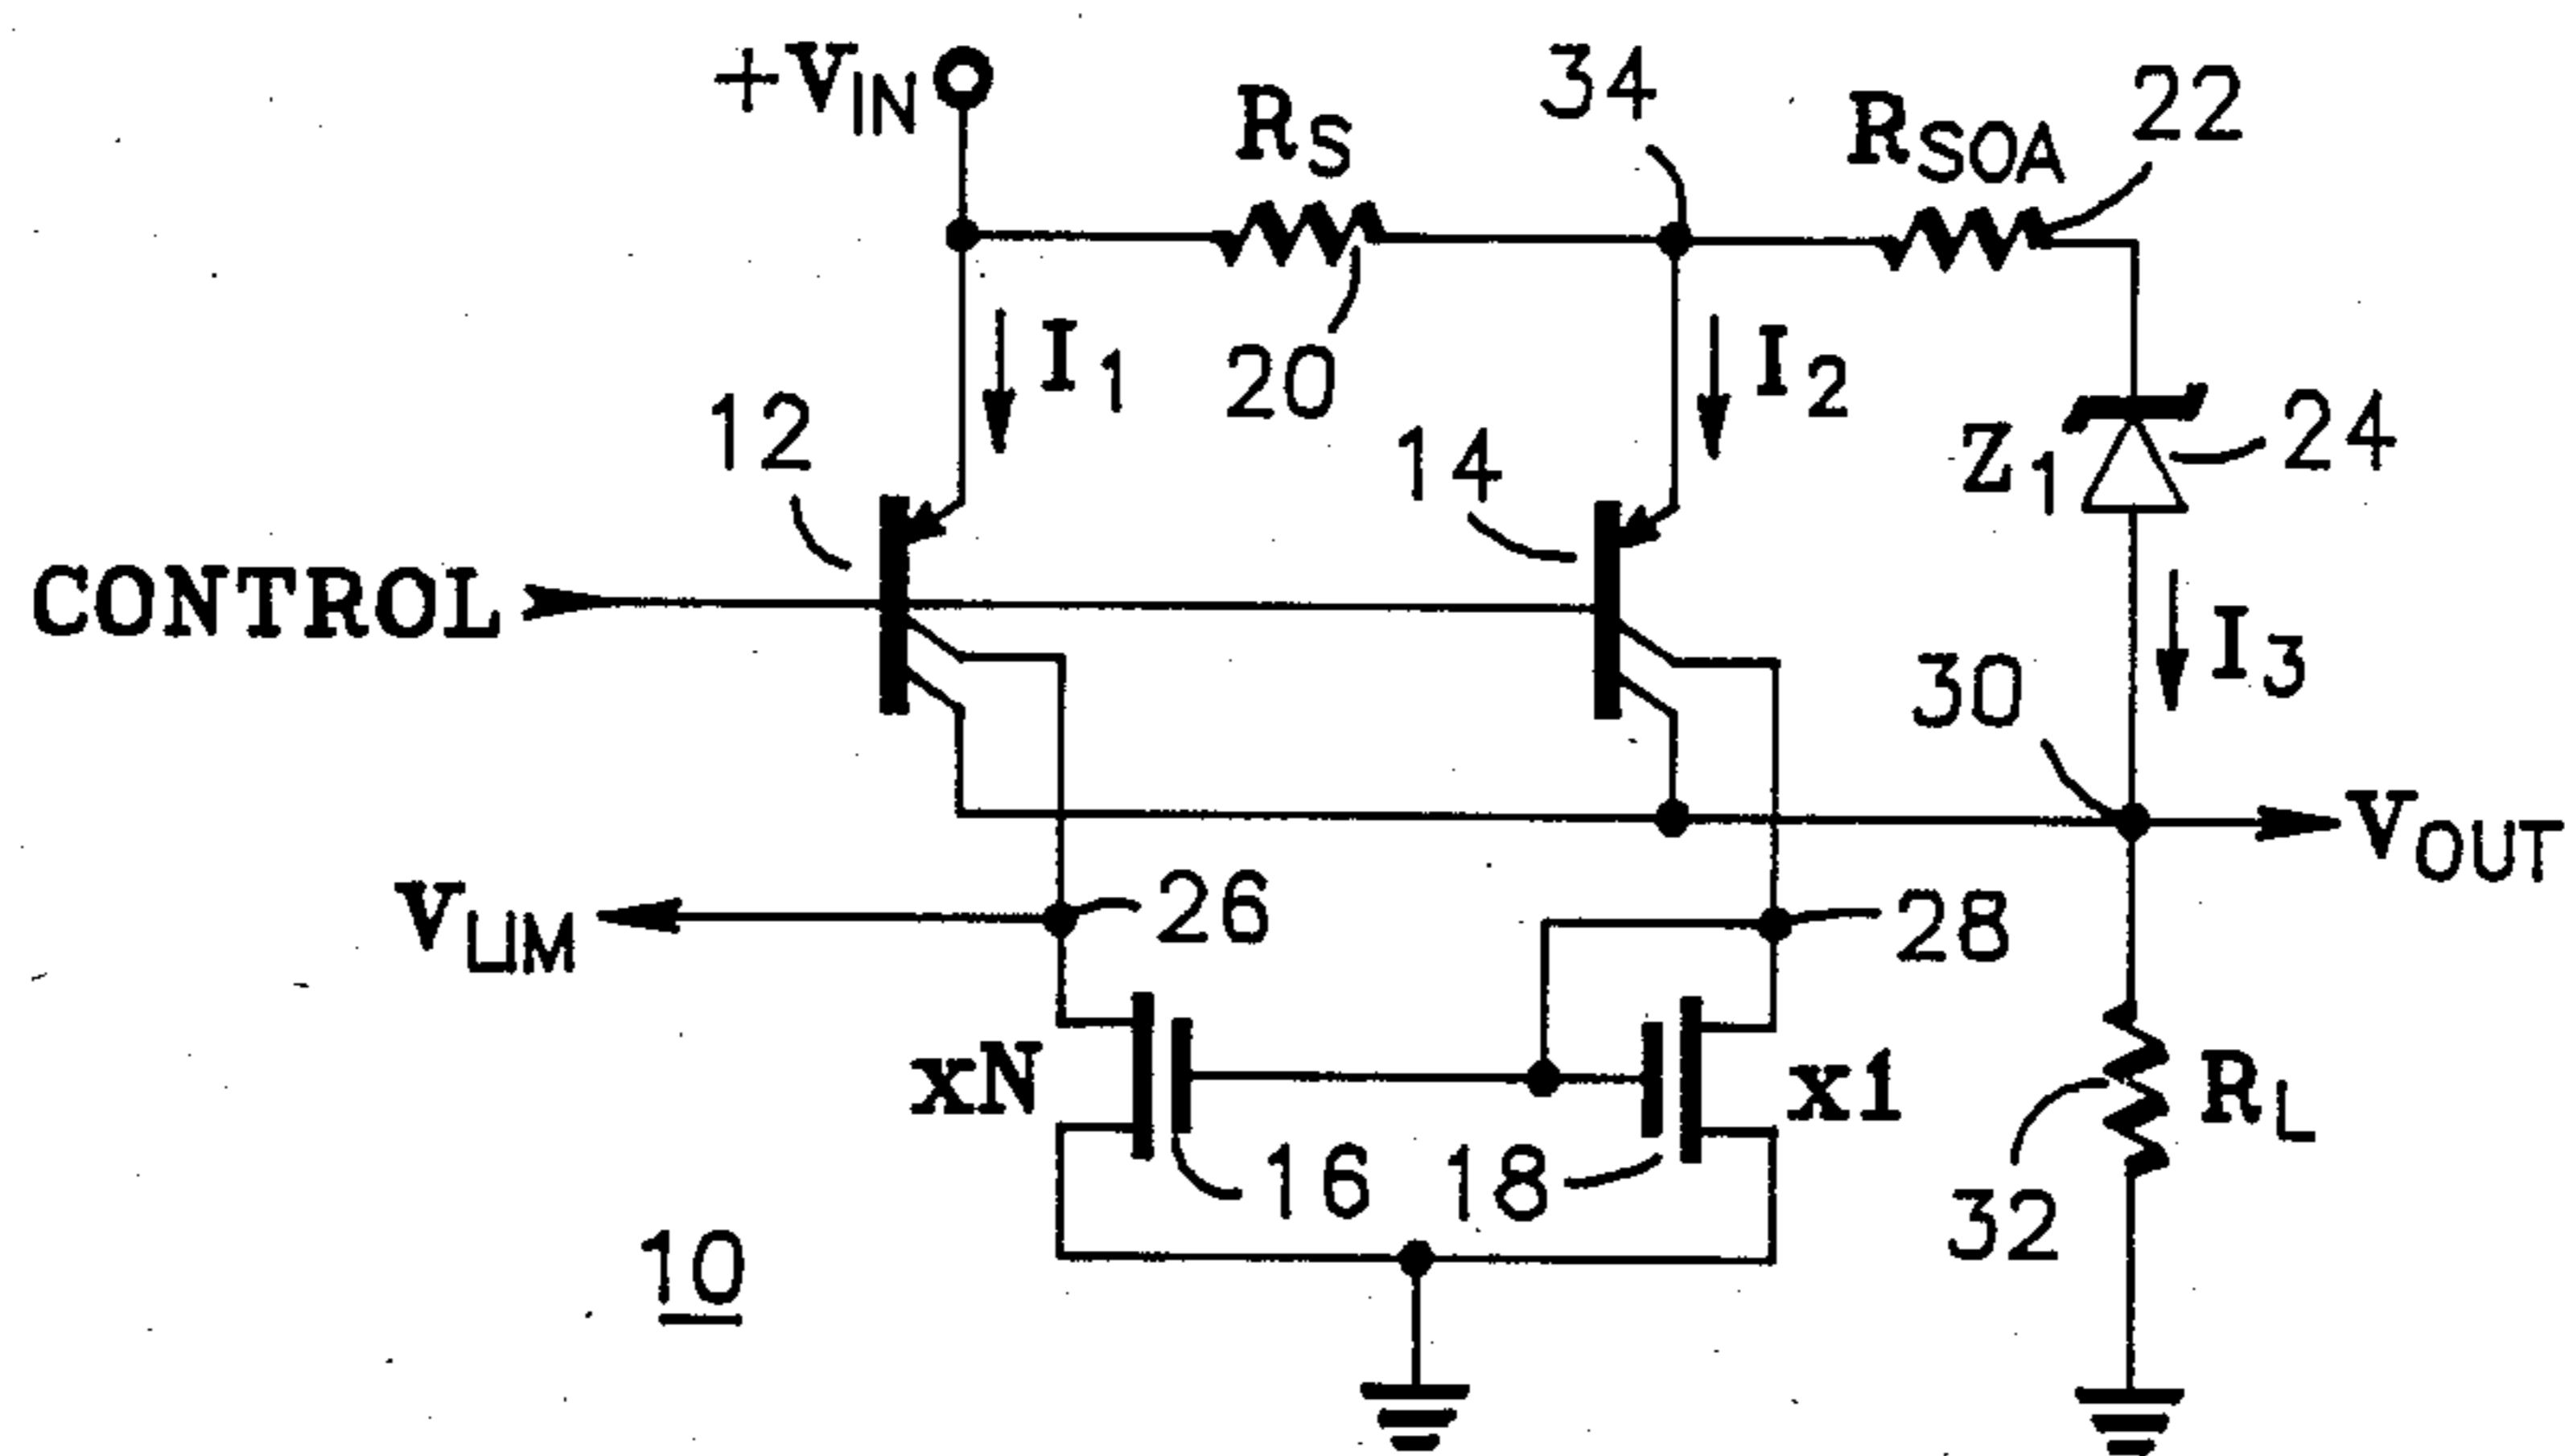 +VIN
RS
34
RSOA
22
I1
20
I2
12
14
Z1
24
CONTROL
I3
30
VOUT
VLIM
26
28
xN
x1
RL
16
18
32
10